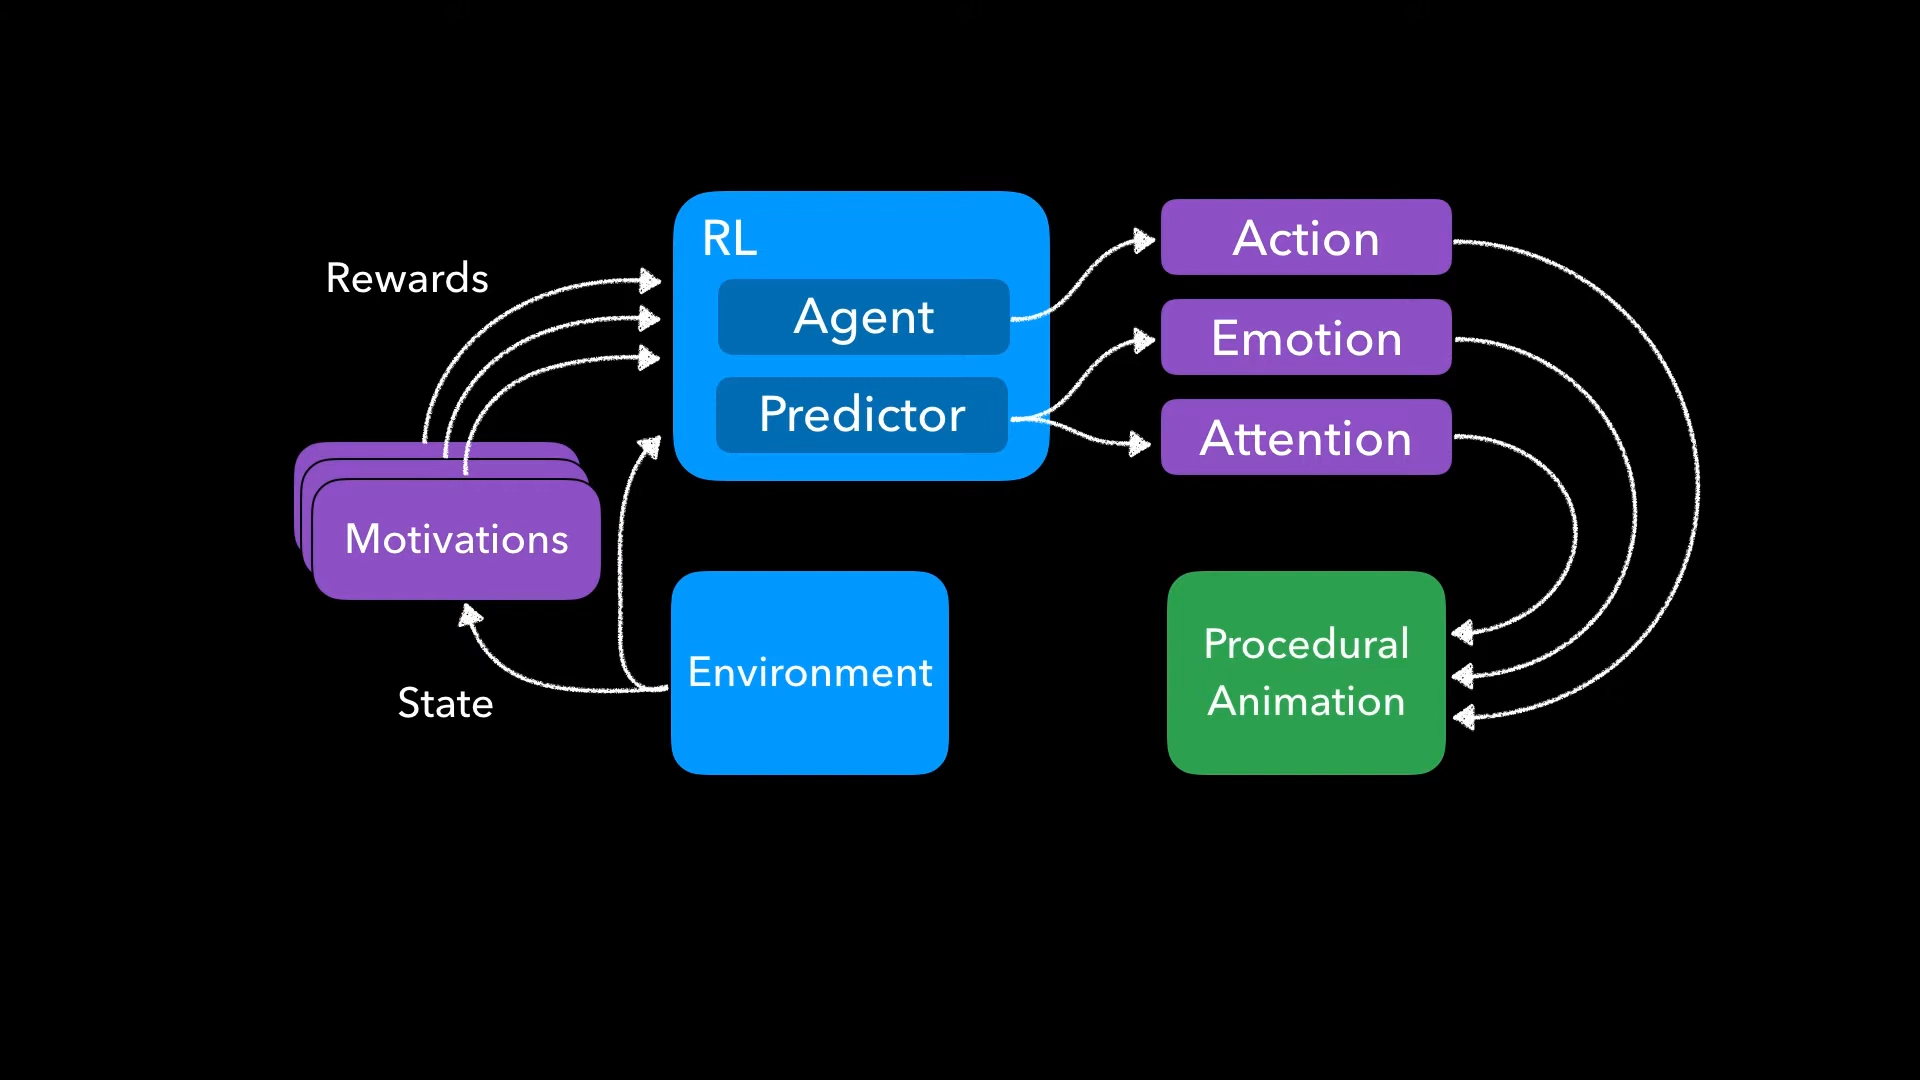 Rewards
RL
Agent
Predictor
Action
Emotion
Attention
Motivations
State
Environment
Procedural
Animation